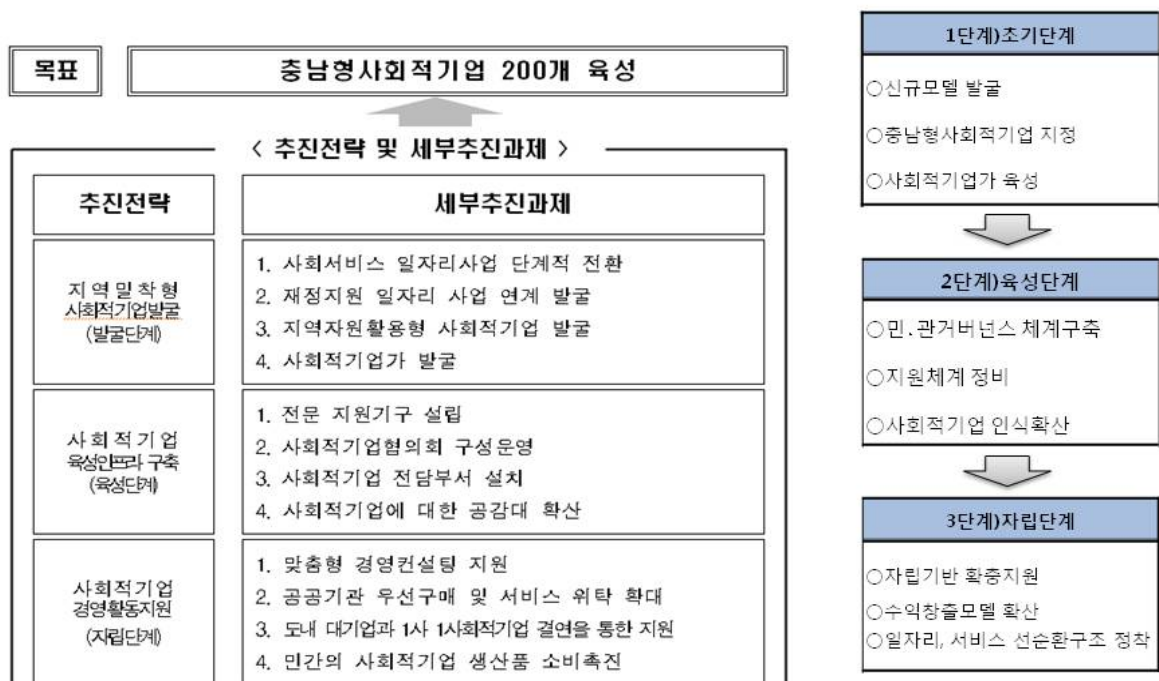 목표
충남형사회적기업 200개 육성
< 추진전략 및 세부추진과제 >
추진전략
세부추진과제
지역밀착형
사회적기업발굴
(발굴단계)
1. 사회서비스 일자리사업 단계적 전환
2. 재정지원 일자리 사업 연계 발굴
3. 지역자원활용형 사회적기업 발굴
4. 사회적기업가 발굴
사회적기업
육성인프라 구축
(육성단계)
1. 전문 지원기구 설립
2. 사회적기업협의회 구성운영
3. 사회적기업 전담부서 설치
4. 사회적기업에 대한 공감대 확산
사회적기업
경영활동지원
(자립단계)
1. 맞춤형 경영컨설팅 지원
2. 공공기관 우선구매 및 서비스 위탁 확대
3. 도내 대기업과 1사 1사회적기업 결연을 통한 지원
4. 민간의 사회적기업 생산품 소비촉진
1단계)초기단계
○신규모델 발굴
○충남형사회적기업 지정
○사회적기업가 육성
2단계)육성단계
○민.관거버넌스 체계구축
○지원체계 정비
○사회적기업 인식확산
3단계)자립단계
○자립기반 확충지원
○수익창출모델 확산
○일자리, 서비스 선순환구조 정착